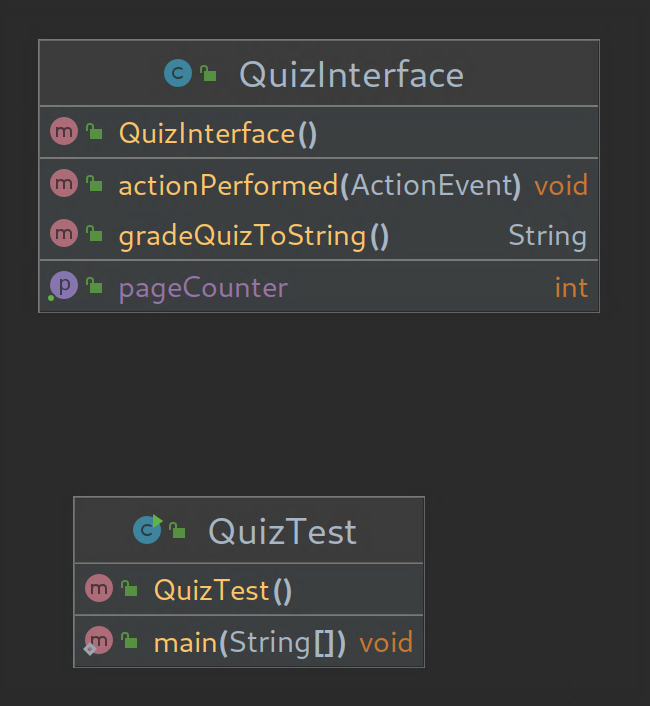 C QuizInterface
m QuizInterface()
m actionPerformed(ActionEvent) void
m gradeQuizToString() String
p pageCounter int
C QuizTest
m QuizTest()
m main(String[]) void